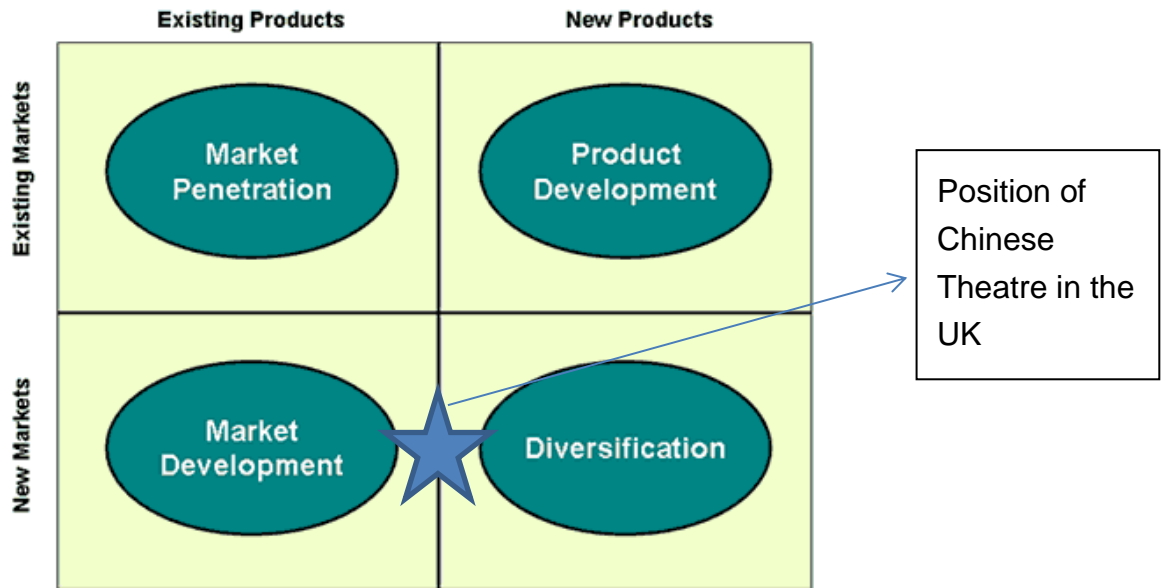 Existing Products
New Products
Existing Markets
Market
Penetration
Product
Development
Position of
Chinese
Theatre in the
UK
New Markets
Market
Development
Diversification